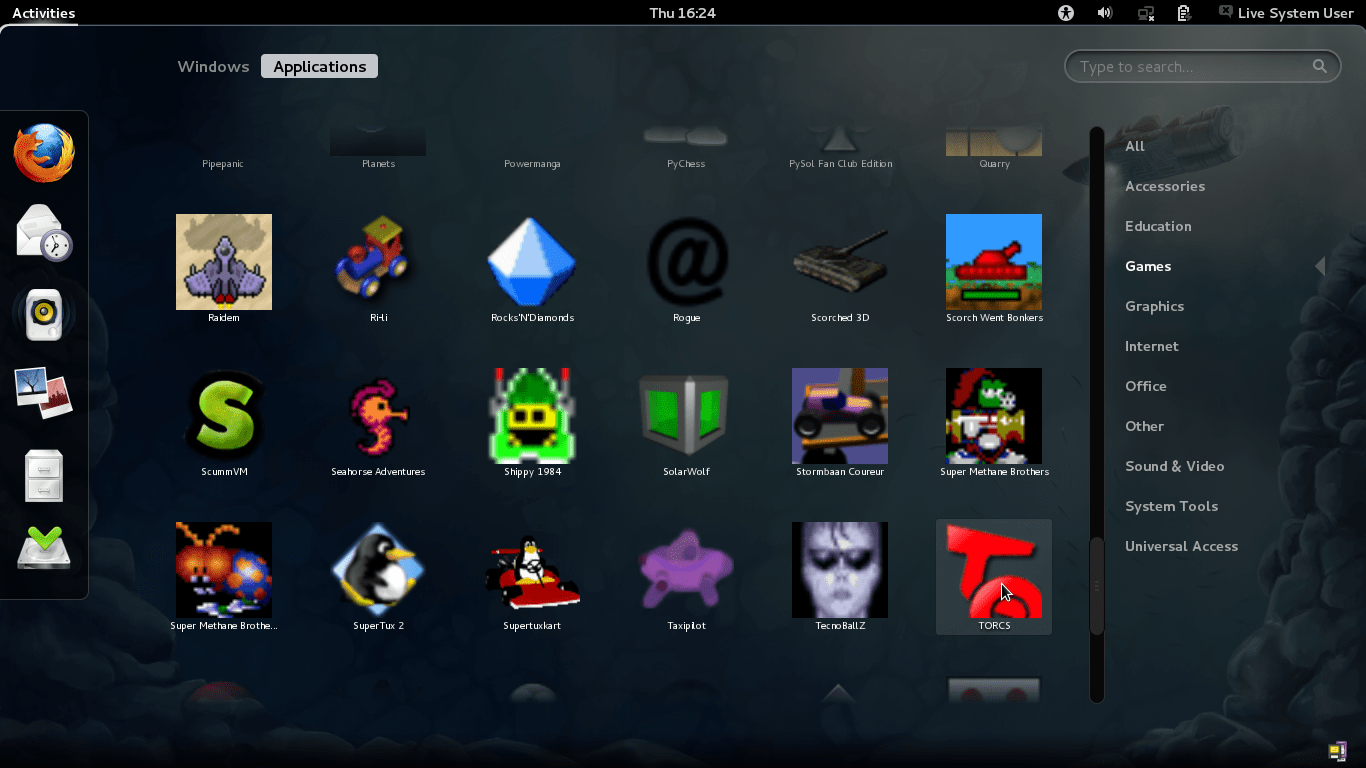 Activities
Thu 16:24
Live System User
Windows
Applications
Type to search...
Pipepanic
Planets
Powermanga
PyChess
PySol Fan Club Edition
Quarry
Raidem
Ri-li
Rocks'N'Diamonds
Rogue
Scorched 3D
Scorch Went Bonkers
ScummVM
Seahorse Adventures
Shippy 1984
SolarWolf
Stormbaan Coureur
Super Methane Brothers
Super Methane Brothe...
SuperTux 2
Supertuxkart
Taxipilot
TecnoBallZ
TORCS
All
Accessories
Education
Games
Graphics
Internet
Office
Other
Sound & Video
System Tools
Universal Access